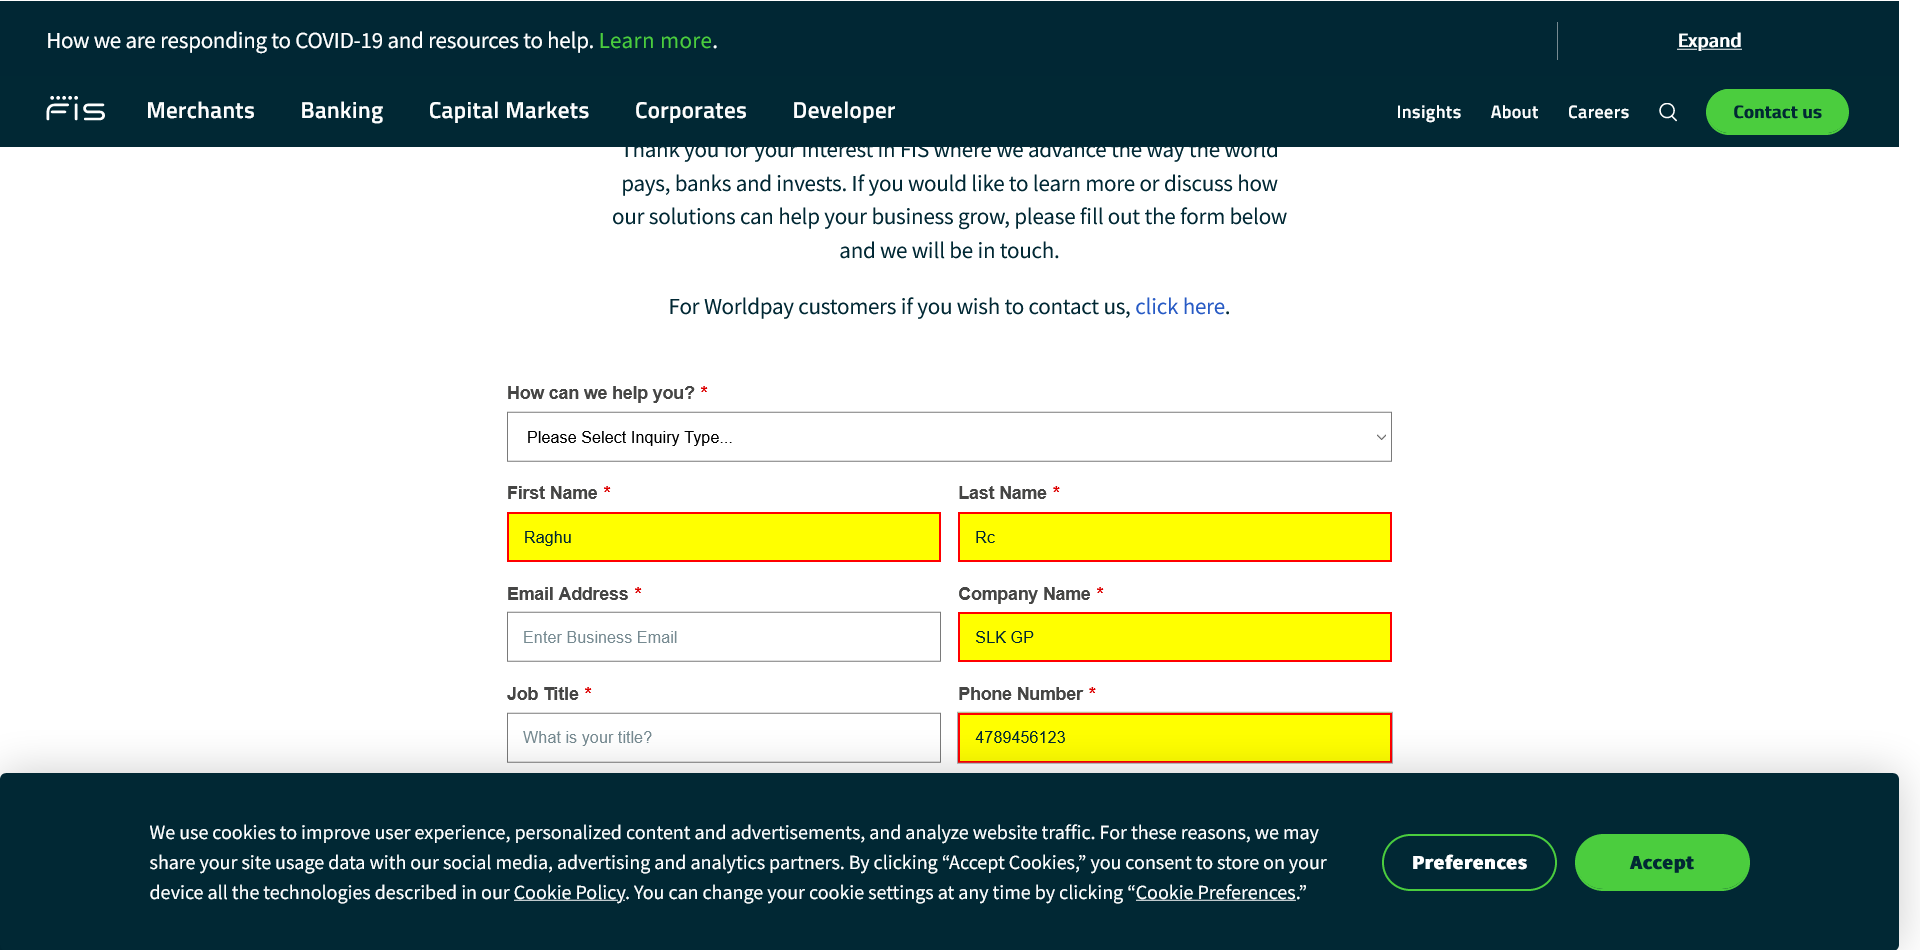 How we are responding to COVID-19 and resources to help. Learn more.
Expand
FIS
Merchants
Banking
Capital Markets
Corporates
Developer
Insights
About
Careers
Contact us
Thank you for your interest in FIS where we advance the way the world
pays, banks and invests. If you would like to learn more or discuss how
our solutions can help your business grow, please fill out the form below
and we will be in touch.
For Worldpay customers if you wish to contact us, click here.
How can we help you? *
Please Select Inquiry Type...
First Name *
Last Name *
Raghu
Rc
Email Address *
Company Name *
Enter Business Email
SLK GP
Job Title *
Phone Number *
What is your title?
4789456123
We use cookies to improve user experience, personalized content and advertisements, and analyze website traffic. For these reasons, we may
share your site usage data with our social media, advertising and analytics partners. By clicking “Accept Cookies,” you consent to store on your
device all the technologies described in our Cookie Policy. You can change your cookie settings at any time by clicking “Cookie Preferences.”
Preferences
Accept